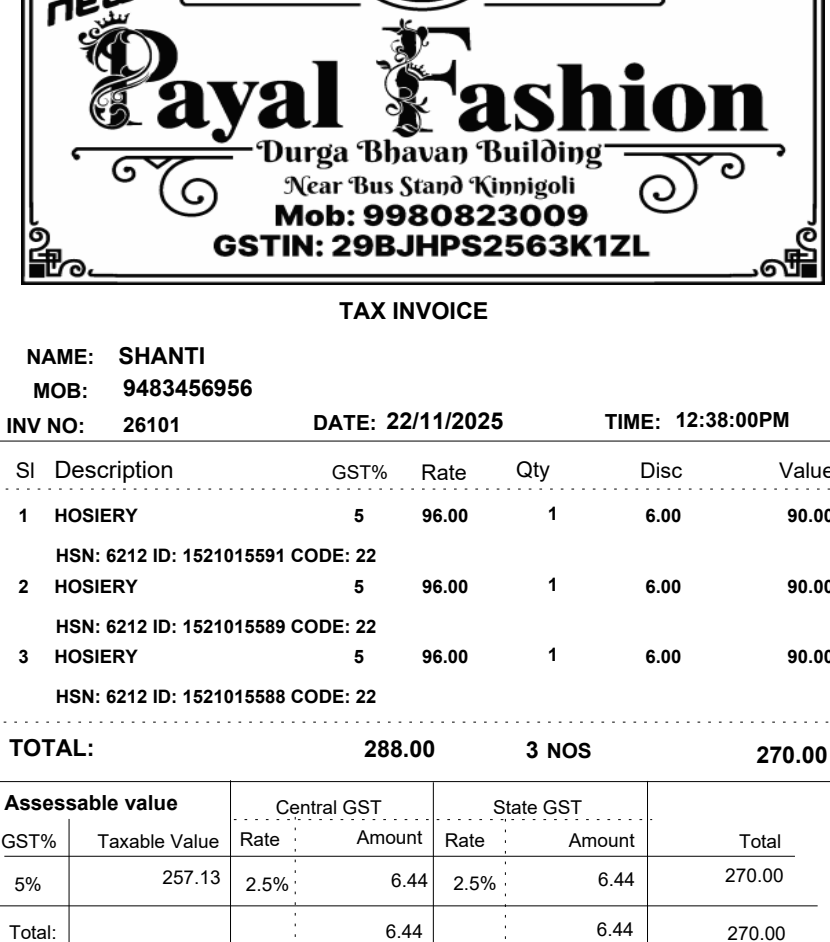 new
Payal Fashion
Durga Bhavan Building
Near Bus Stand Kinnigoli
Mob: 9980823009
GSTIN: 29BJHPS2563K1ZL
TAX INVOICE
NAME: SHANTI
MOB: 9483456956
INV NO: 26101 DATE: 22/11/2025 TIME: 12:38:00PM
Sl Description GST% Rate Qty Disc Value
1 HOSIERY 5 96.00 1 6.00 90.00
HSN: 6212 ID: 1521015591 CODE: 22
2 HOSIERY 5 96.00 1 6.00 90.00
HSN: 6212 ID: 1521015589 CODE: 22
3 HOSIERY 5 96.00 1 6.00 90.00
HSN: 6212 ID: 1521015588 CODE: 22
TOTAL: 288.00 3 NOS 270.00
Assessable value Central GST State GST
GST% Taxable Value Rate Amount Rate Amount Total
5% 257.13 2.5% 6.44 2.5% 6.44 270.00
Total: 6.44 6.44 270.00